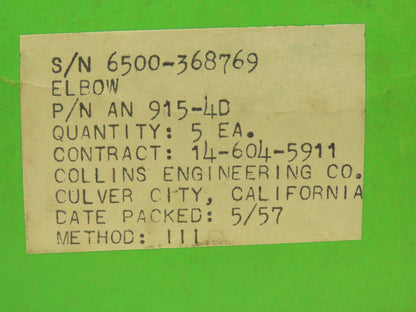 S/N 6500-368769
ELBOW
P/N AN 915-4D
QUANTITY: 5 EA.
CONTRACT: 14-604-5911
COLLINS ENGINEERING CO.
CULVER CITY, CALIFORNIA
DATE PACKED: 5/57
METHOD: III